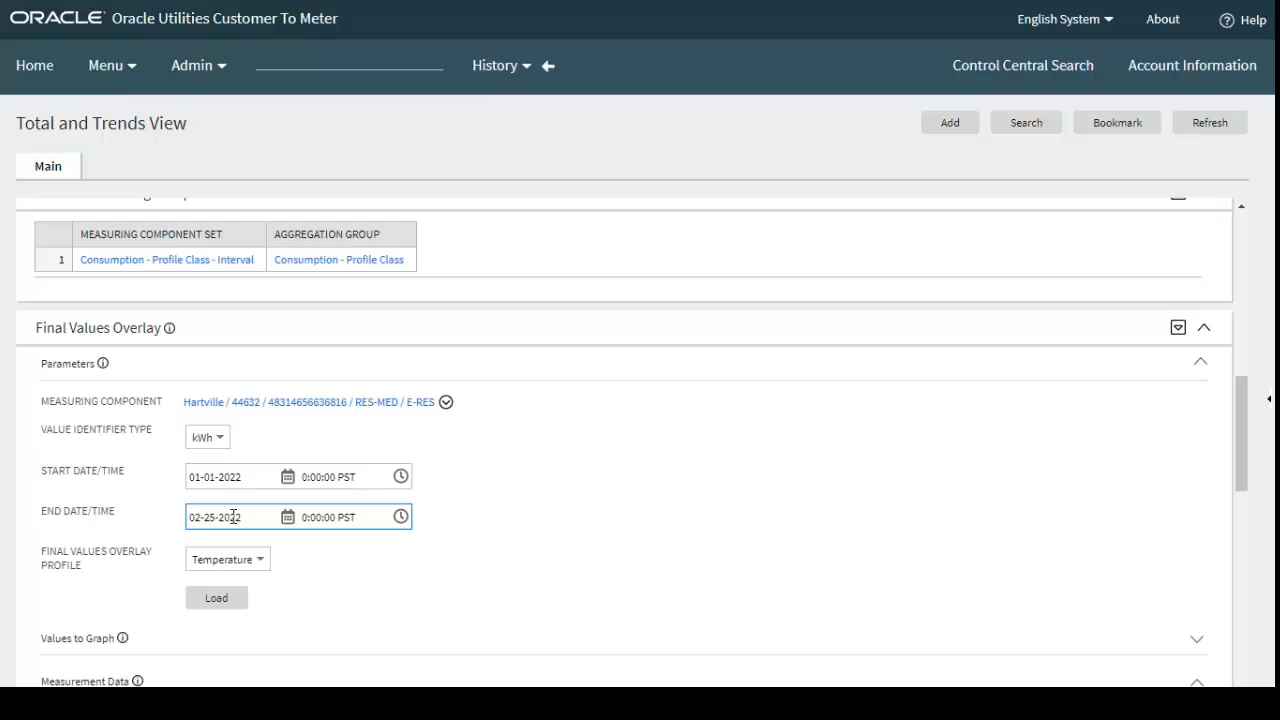 ORACLE Oracle Utilities Customer To Meter English System About Help
Home Menu Admin History Control Central Search Account Information
Total and Trends View Add Search Bookmark Refresh
Main
MEASURING COMPONENT SET AGGREGATION GROUP
1 Consumption - Profile Class - Interval Consumption - Profile Class
Final Values Overlay
Parameters
MEASURING COMPONENT Hartville / 44632 / 48314656636816 / RES-MED / E-RES
VALUE IDENTIFIER TYPE kWh
START DATE/TIME 01-01-2022 0:00:00 PST
END DATE/TIME 02-25-2022 0:00:00 PST
FINAL VALUES OVERLAY
PROFILE Temperature
Load
Values to Graph
Measurement Data